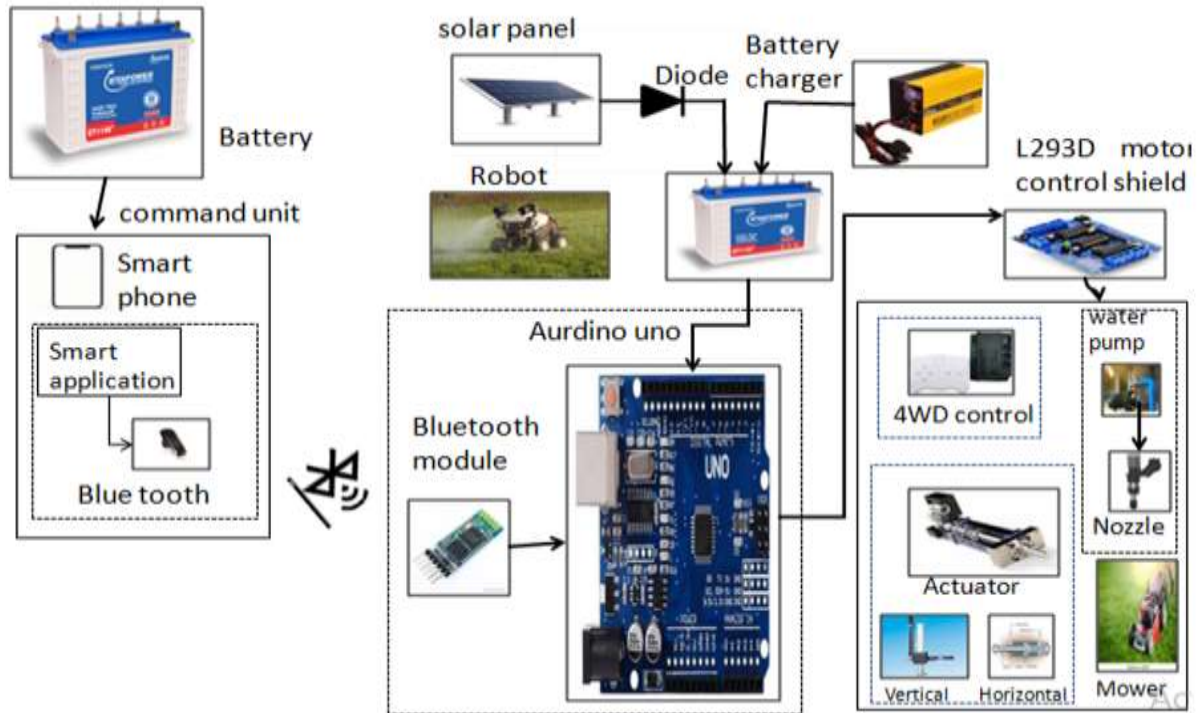 Battery
command unit
Smart
phone
Smart
application
Blue tooth
solar panel
Diode
Battery
charger
Robot
L293D motor
control shield
Aurdino uno
Bluetooth
module
UNO
4WD control
water
pump
Nozzle
Actuator
Vertical
Horizontal
Mower